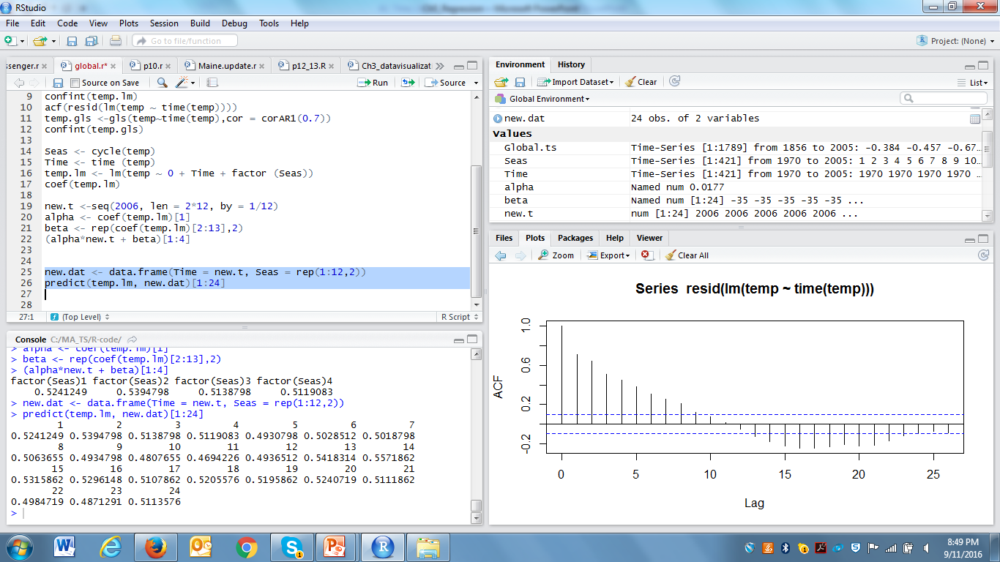 RStudio
File Edit Code View Plots Session Build Debug Tools Help
Go to file/function
Project: (None)
ssenger.r global.r* p10.r Maine.update.r p12_13.R Ch3_datavisualizat
Source on Save Run Source
9 confint(temp.lm)
10 acf(resid(lm(temp ~ time(temp))))
11 temp.gls <-gls(temp~time(temp),cor = corAR1(0.7))
12 confint(temp.gls)
13
14 Seas <- cycle(temp)
15 Time <- time (temp)
16 temp.lm <- lm(temp ~ 0 + Time + factor (Seas))
17 coef(temp.lm)
18
19 new.t <-seq(2006, len = 2*12, by = 1/12)
20 alpha <- coef(temp.lm)[1]
21 beta <- rep(coef(temp.lm)[2:13],2)
22 (alpha*new.t + beta)[1:4]
23
24
25 new.dat <- data.frame(Time = new.t, Seas = rep(1:12,2))
26 predict(temp.lm, new.dat)[1:24]
27
28
27:1 (Top Level) R Script
Console C:/MA_TS/R-code/
> alpha <- coef(temp.lm)[1]
> beta <- rep(coef(temp.lm)[2:13],2)
> (alpha*new.t + beta)[1:4]
factor(Seas)1 factor(Seas)2 factor(Seas)3 factor(Seas)4
0.5241249 0.5394798 0.5138798 0.5119083
> new.dat <- data.frame(Time = new.t, Seas = rep(1:12,2))
> predict(temp.lm, new.dat)[1:24]
1 2 3 4 5 6 7
0.5241249 0.5394798 0.5138798 0.5119083 0.4930798 0.5028512 0.5018798
8 9 10 11 12 13 14
0.5063655 0.4934798 0.4807655 0.4694226 0.4936512 0.5418314 0.5571862
15 16 17 18 19 20 21
0.5315862 0.5296148 0.5107862 0.5205576 0.5195862 0.5240719 0.5111862
22 23 24
0.4984719 0.4871291 0.5113576
>
Environment History
Import Dataset Clear List
Global Environment
new.dat 24 obs. of 2 variables
Values
Global.ts Time-Series [1:1789] from 1856 to 2005: -0.384 -0.457 -0.67…
Seas Time-Series [1:421] from 1970 to 2005: 1 2 3 4 5 6 7 8 9 10…
Time Time-Series [1:421] from 1970 to 2005: 1970 1970 1970 1970 …
alpha Named num 0.0177
beta Named num [1:24] -35 -35 -35 -35 -35 ...
new.t num [1:24] 2006 2006 2006 2006 2006 ...
Files Plots Packages Help Viewer
Zoom Export Clear All
Series resid(lm(temp ~ time(temp)))
ACF
1.0
0.6
0.2
-0.2
0 5 10 15 20 25
Lag
8:49 PM
9/11/2016